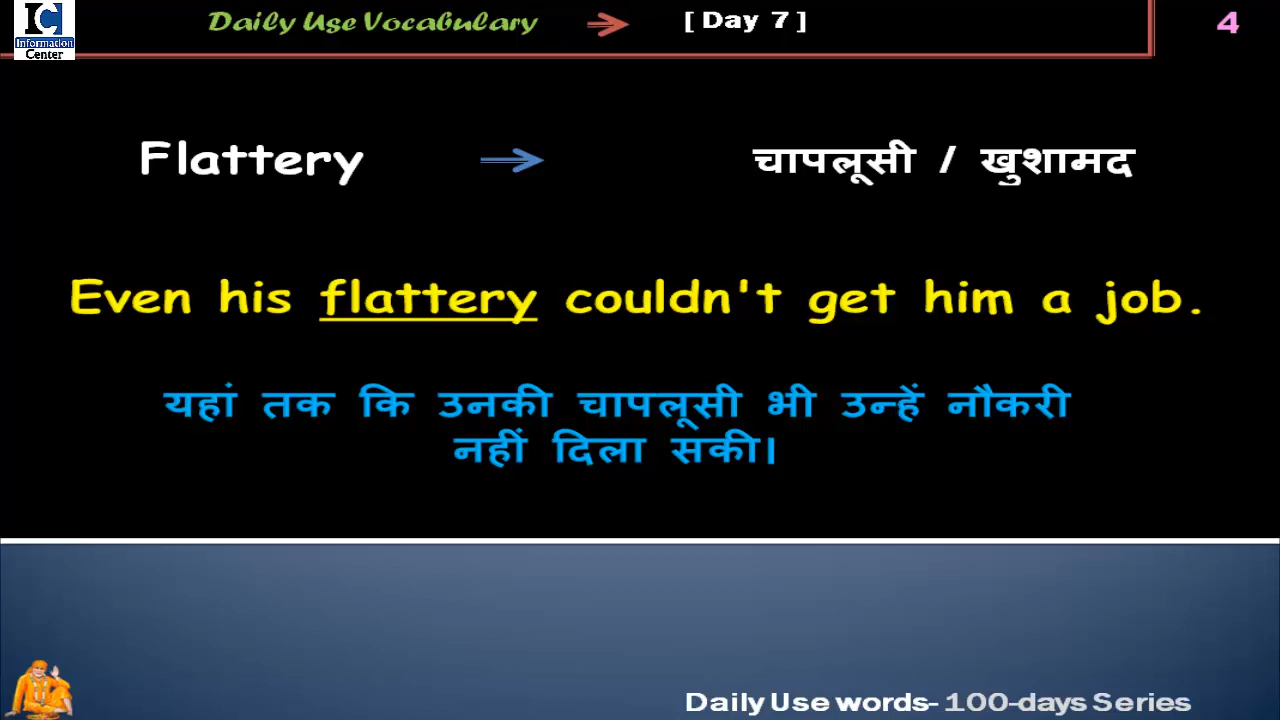 IC
Information
Center
Daily Use Vocabulary
[ Day 7 ]
4
Flattery
चापलूसी / खुशामद
Even his flattery couldn't get him a job.
यहां तक कि उनकी चापलूसी भी उन्हें नौकरी
नहीं दिला सकी।
Daily Use words- 100-days Series